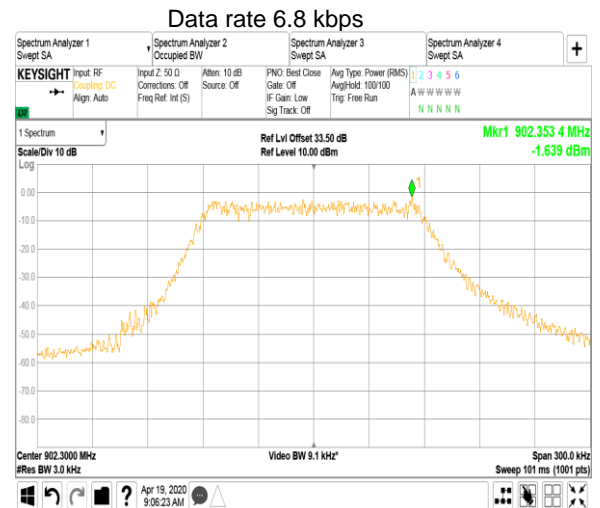 Data rate 6.8 kbps
Spectrum Analyzer 1
Swept SA
Spectrum Analyzer 2
Occupied BW
Spectrum Analyzer 3
Swept SA
Spectrum Analyzer 4
Swept SA
KEYSIGHT
Input: RF
Coupling: DC
Align: Auto
Input Z: 50 Ω
Corrections: Off
Freq Ref: Int (S)
Atten: 10 dB
Source: Off
PNO: Best Close
Gate: Off
IF Gain: Low
Sig Track: Off
Avg Type: Power (RMS)
Avg|Hold: 100/100
Trig: Free Run
1 2 3 4 5 6
A W W W W W
N N N N N
1 Spectrum
Scale/Div 10 dB
Log
Ref Lvl Offset 33.50 dB
Ref Level 10.00 dBm
Mkr1 902.353 4 MHz
-1.639 dBm
1
0.00
-10.0
-20.0
-30.0
-40.0
-50.0
-60.0
-70.0
-80.0
Center 902.3000 MHz
#Res BW 3.0 kHz
Video BW 9.1 kHz*
Span 300.0 kHz
Sweep 101 ms (1001 pts)
Apr 19, 2020
9:06:23 AM